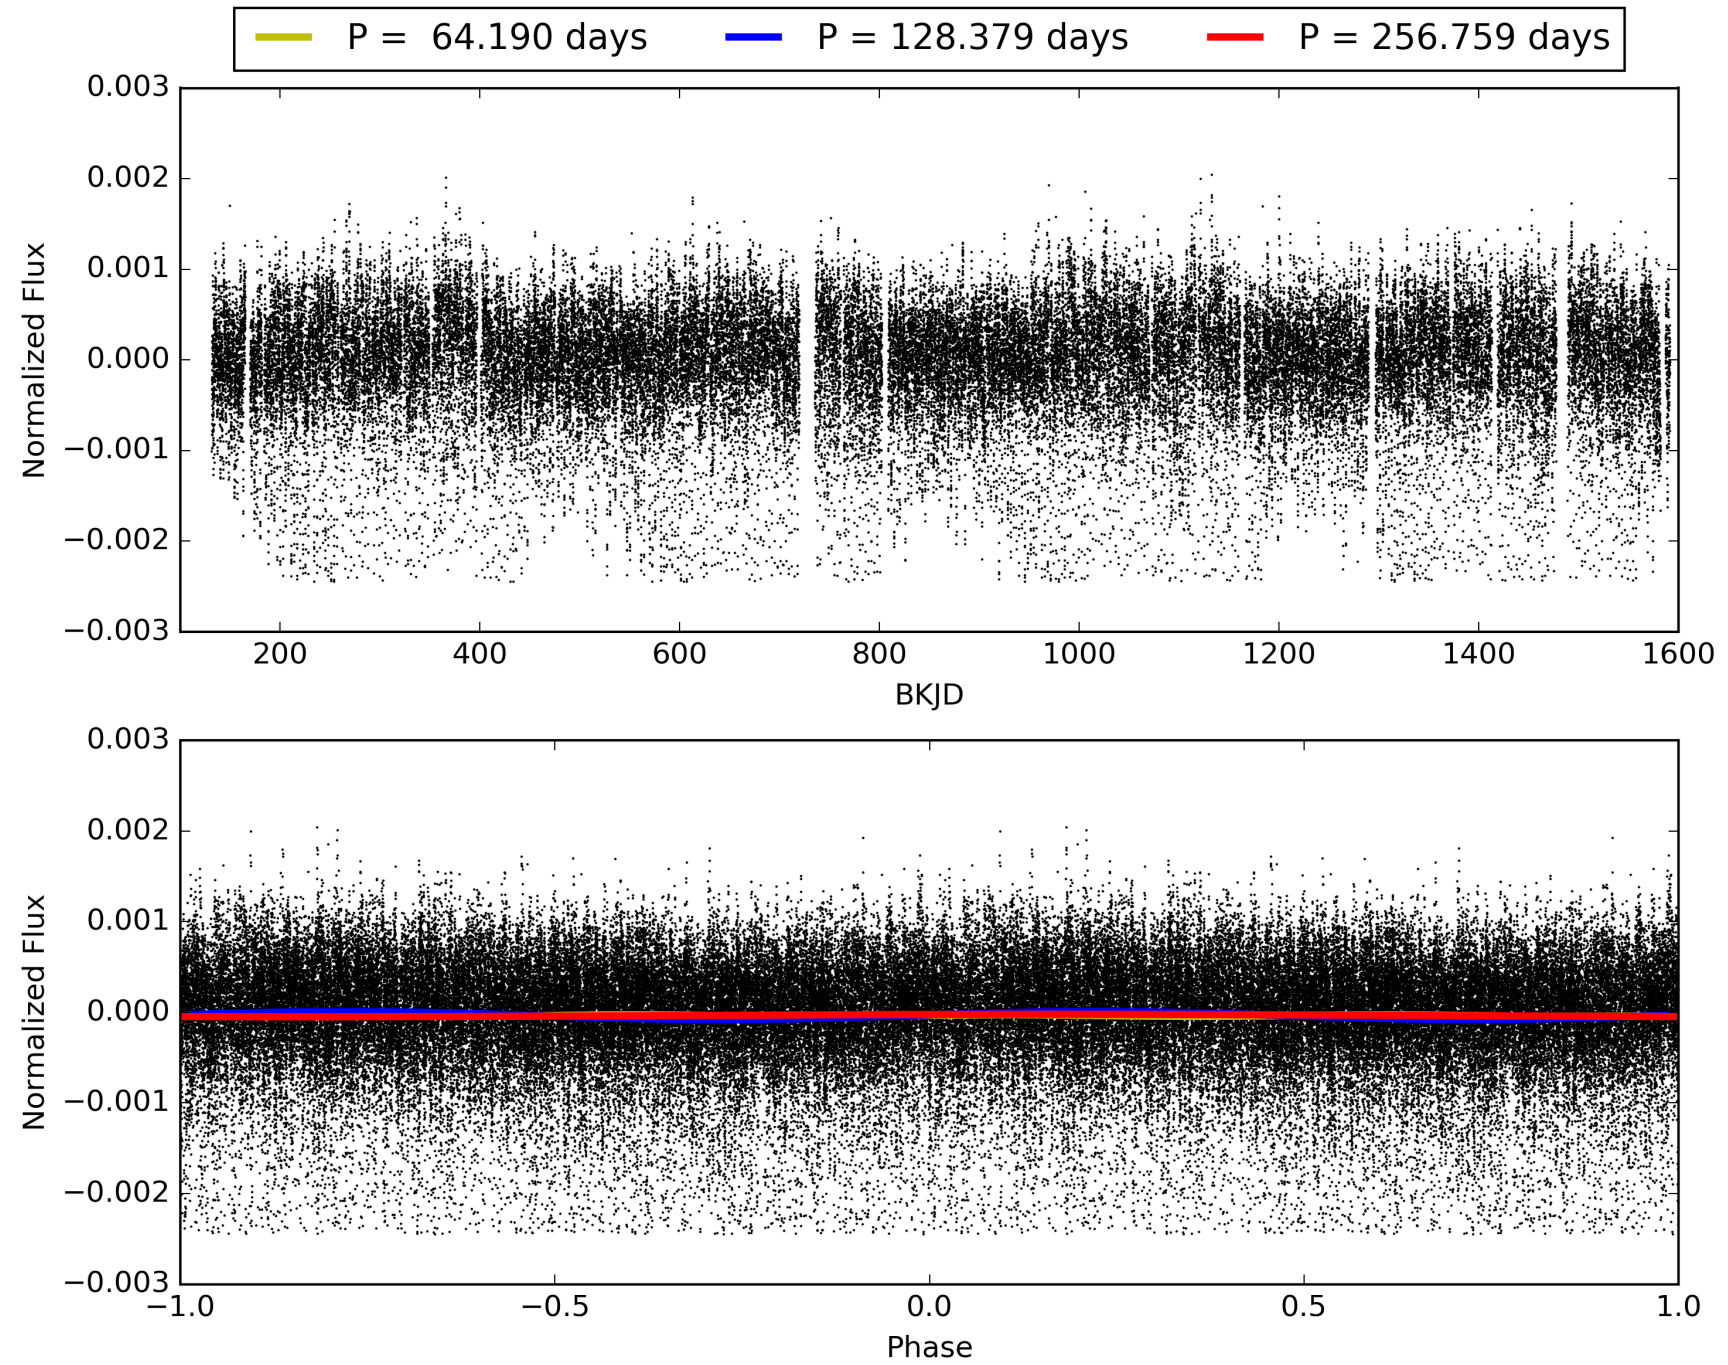 P = 64.190 days P = 128.379 days P = 256.759 days
0.003
0.002
0.001
0.000
−0.001
−0.002
−0.003
Normalized Flux
200 400 600 800 1000 1200 1400 1600
BKJD
0.003
0.002
0.001
0.000
−0.001
−0.002
−0.003
Normalized Flux
−1.0 −0.5 0.0 0.5 1.0
Phase